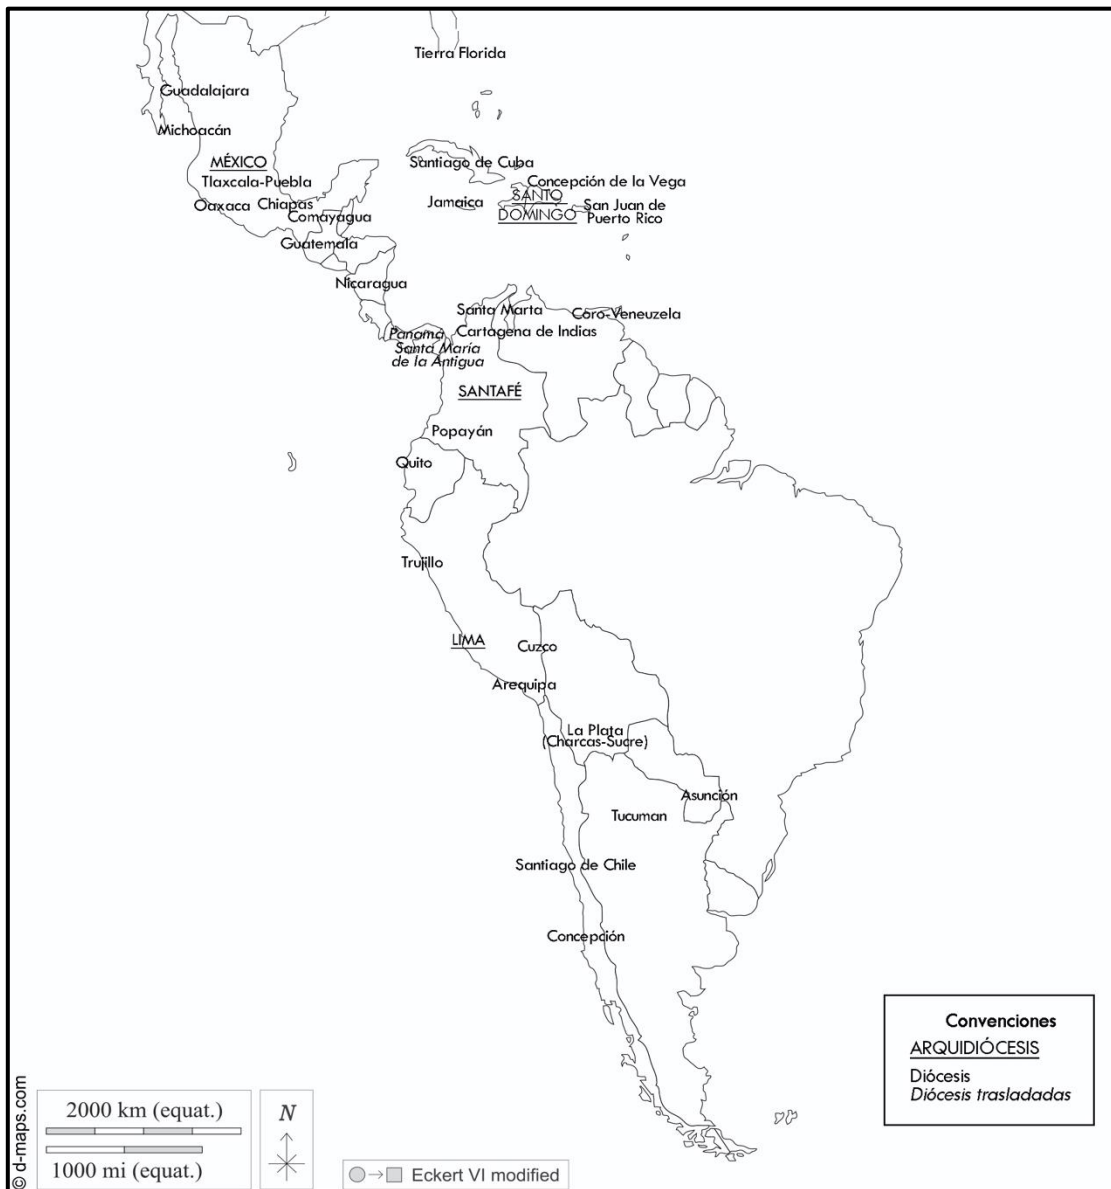 Tierra Florida
Guadalajara
Michoacán
MÉXICO
Tlaxcala-Puebla
Oaxaca
Chiapas
Comayagua
Guatemala
Nicaragua
Santiago de Cuba
Jamaica
Concepción de la Vega
SANTO
DOMINGO
San Juan de
Puerto Rico
Santa Marta
Coro-Veneuzela
Cartagena de Indias
Panamá
Santa María
de la Antigua
SANTAFÉ
Popayán
Quito
Trujillo
LIMA
Cuzco
Arequipa
La Plata
(Charcas-Sucre)
Asunción
Tucuman
Santiago de Chile
Concepción
Convenciones
ARQUIDIÓCESIS
Diócesis
Diócesis trasladadas
© d-maps.com
2000 km (equat.)
1000 mi (equat.)
N
Eckert VI modified